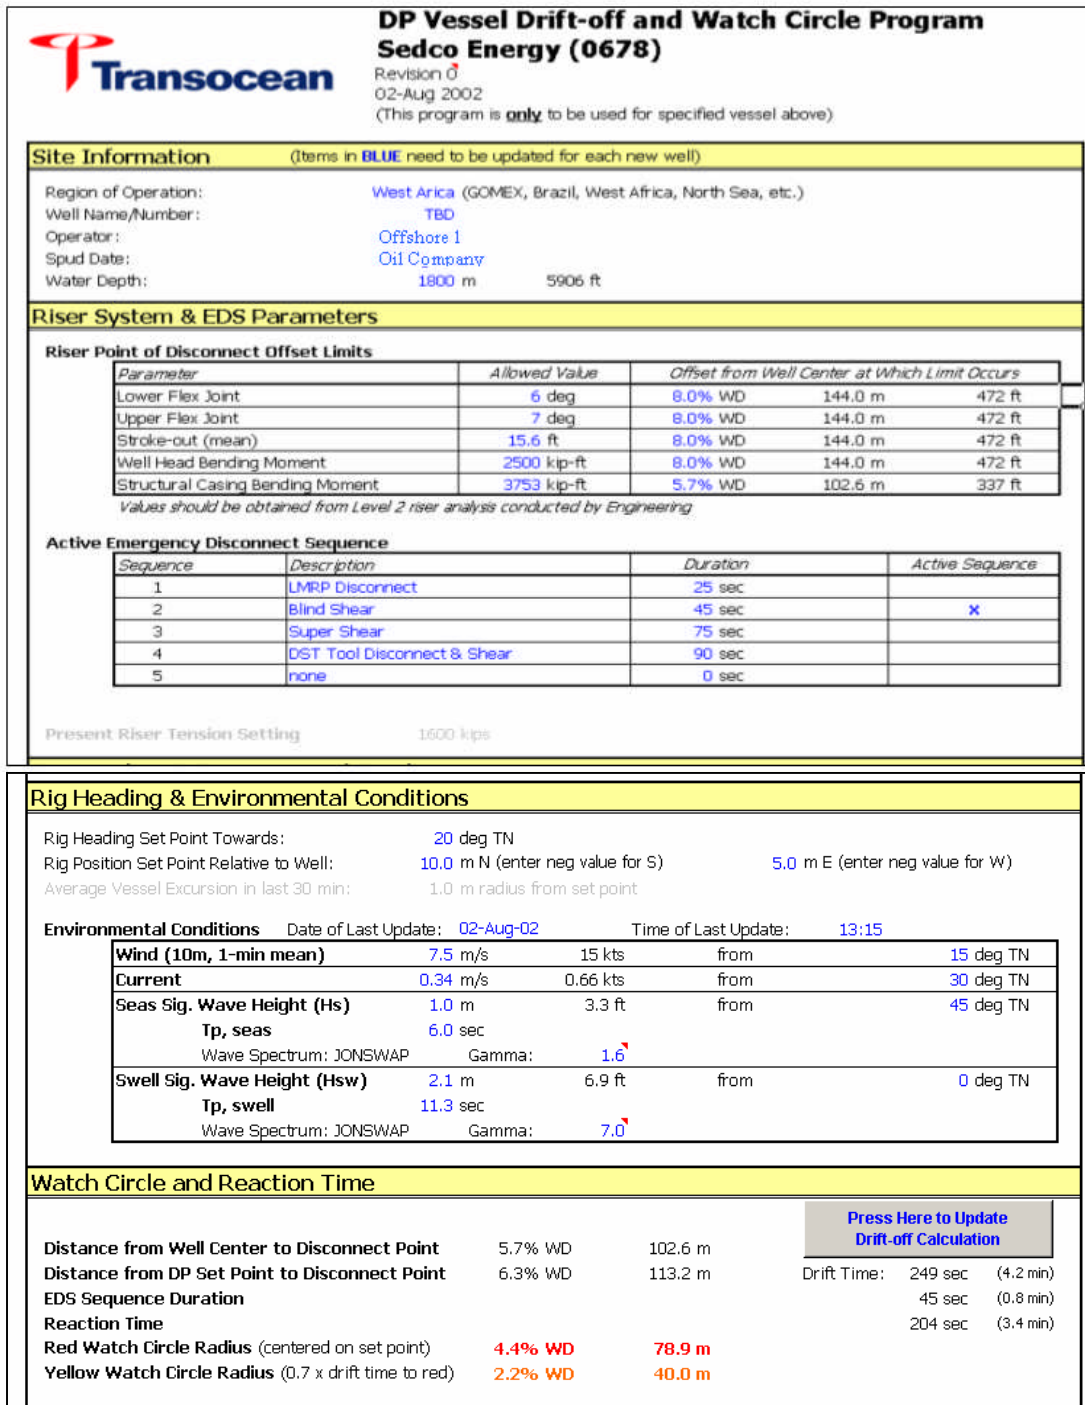 DP Vessel Drift-off and Watch Circle Program
Transocean
Sedco Energy (0678)
Revision 0
02-Aug 2002
(This program is only to be used for specified vessel above)
Site Information (Items in BLUE need to be updated for each new well)
Region of Operation: West Arica (GOMEX, Brazil, West Africa, North Sea, etc.)
Well Name/Number: TBD
Operator: Offshore 1
Spud Date: Oil Company
Water Depth: 1800 m 5906 ft
Riser System & EDS Parameters
Riser Point of Disconnect Offset Limits
Parameter Allowed Value Offset from Well Center at Which Limit Occurs
Lower Flex Joint 6 deg 8.0% WD 144.0 m 472 ft
Upper Flex Joint 7 deg 8.0% WD 144.0 m 472 ft
Stroke-out (mean) 15.6 ft 8.0% WD 144.0 m 472 ft
Well Head Bending Moment 2500 kip-ft 8.0% WD 144.0 m 472 ft
Structural Casing Bending Moment 3753 kip-ft 5.7% WD 102.6 m 337 ft
Values should be obtained from Level 2 riser analysis conducted by Engineering
Active Emergency Disconnect Sequence
Sequence Description Duration Active Sequence
1 LMRP Disconnect 25 sec
2 Blind Shear 45 sec x
3 Super Shear 75 sec
4 DST Tool Disconnect & Shear 90 sec
5 none 0 sec
Present Riser Tension Setting 1600 kips
Rig Heading & Environmental Conditions
Rig Heading Set Point Towards: 20 deg TN
Rig Position Set Point Relative to Well: 10.0 m N (enter neg value for S) 5.0 m E (enter neg value for W)
Average Vessel Excursion in last 30 min: 1.0 m radius from set point
Environmental Conditions Date of Last Update: 02-Aug-02 Time of Last Update: 13:15
Wind (10m, 1-min mean) 7.5 m/s 15 kts from 15 deg TN
Current 0.34 m/s 0.66 kts from 30 deg TN
Seas Sig. Wave Height (Hs) 1.0 m 3.3 ft from 45 deg TN
Tp, seas 6.0 sec
Wave Spectrum: JONSWAP Gamma: 1.6
Swell Sig. Wave Height (Hsw) 2.1 m 6.9 ft from 0 deg TN
Tp, swell 11.3 sec
Wave Spectrum: JONSWAP Gamma: 7.0
Watch Circle and Reaction Time
Press Here to Update
Drift-off Calculation
Distance from Well Center to Disconnect Point 5.7% WD 102.6 m
Distance from DP Set Point to Disconnect Point 6.3% WD 113.2 m Drift Time: 249 sec (4.2 min)
EDS Sequence Duration 45 sec (0.8 min)
Reaction Time 204 sec (3.4 min)
Red Watch Circle Radius (centered on set point) 4.4% WD 78.9 m
Yellow Watch Circle Radius (0.7 x drift time to red) 2.2% WD 40.0 m